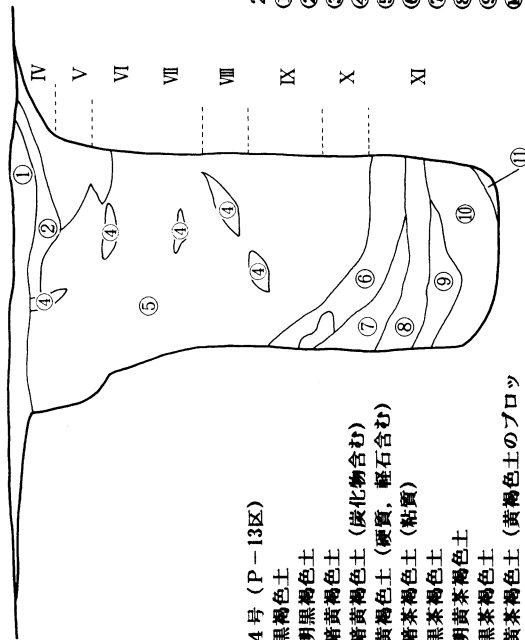 Ⅳ
Ⅴ
Ⅵ
Ⅶ
Ⅷ
Ⅸ
Ⅹ
Ⅺ
①
②
④
④
④
④
④
⑤
⑥
⑦
⑧
⑨
⑩
⑪
4号（P－13区）
黒褐色土
明黒褐色土
暗黄褐色土
暗黄褐色土（炭化物含む）
黄褐色土（硬質，軽石含む）
暗茶褐色土（粘質）
黒茶褐色土
明黄茶褐色土
黒茶褐色土
黄茶褐色土（黄褐色土のブロッ
2